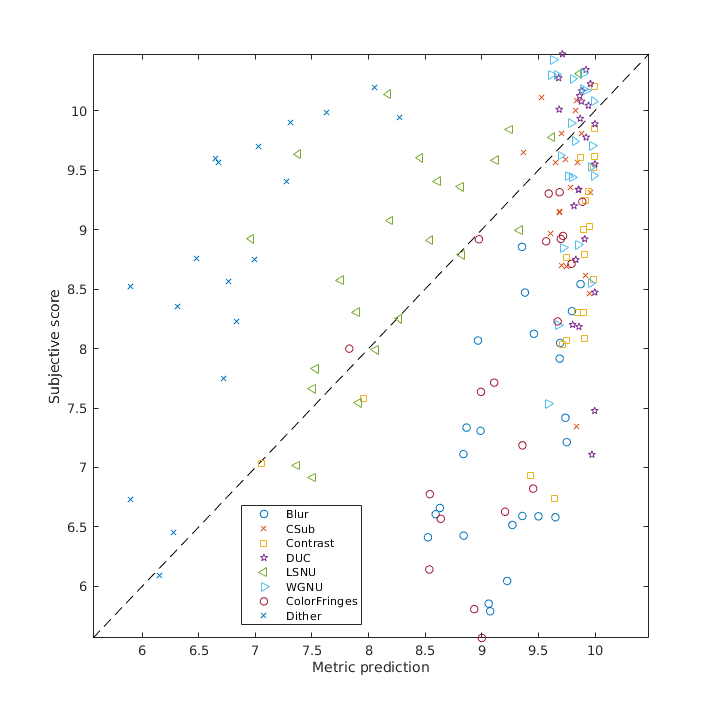 10
9.5
9
8.5
8
7.5
7
6.5
6
Subjective score
Blur
CSub
Contrast
DUC
LSNU
WGNU
ColorFringes
Dither
6 6.5 7 7.5 8 8.5 9 9.5 10
Metric prediction